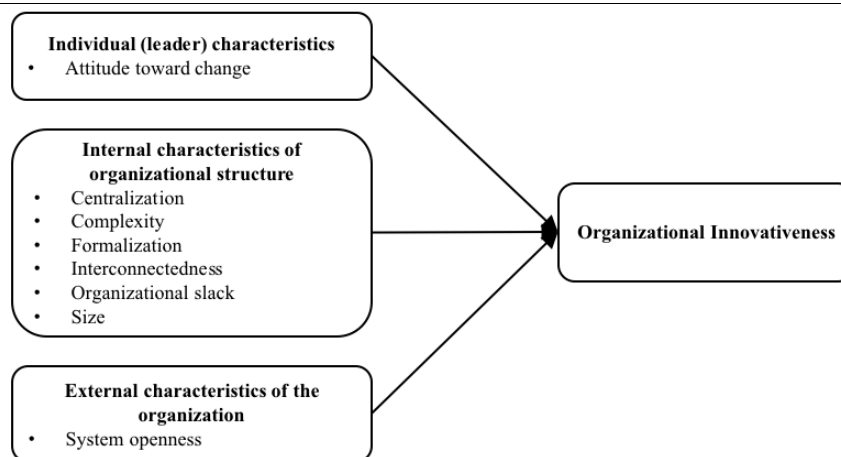 Individual (leader) characteristics
• Attitude toward change
Internal characteristics of
organizational structure
• Centralization
• Complexity
• Formalization
• Interconnectedness
• Organizational slack
• Size
External characteristics of the
organization
• System openness
Organizational Innovativeness